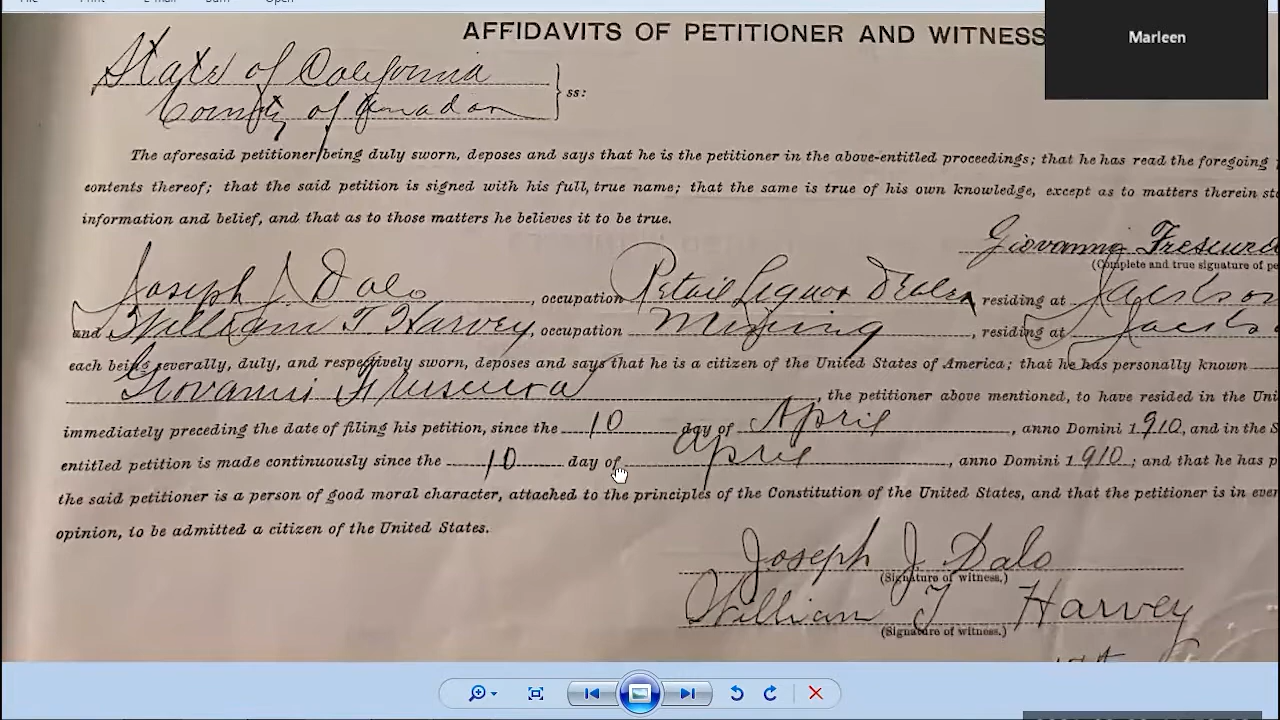 File Print E-mail Burn Open
AFFIDAVITS OF PETITIONER AND WITNESS
Marleen
State of California
County of Amador
ss:
The aforesaid petitioner being duly sworn, deposes and says that he is the petitioner in the above-entitled proceedings; that he has read the foregoing
contents thereof; that the said petition is signed with his full, true name; that the same is true of his own knowledge, except as to matters therein
information and belief, and that as to those matters he believes it to be true.
Giovanni
(Complete and true signature of
Joseph J Dalo, occupation Retail Liquor Dealer, residing at Jackson
and William T Harvey, occupation Mining, residing at
each being severally, duly, and respectively sworn, deposes and says that he is a citizen of the United States of America; that he has personally known
Giovanni, the petitioner above mentioned, to have resided in the
immediately preceding the date of filing his petition, since the 10 day of April, anno Domini 1910, and in the
entitled petition is made continuously since the 10 day of April, anno Domini 1910; and that he has
the said petitioner is a person of good moral character, attached to the principles of the Constitution of the United States, and that the petitioner is in
opinion, to be admitted a citizen of the United States.
Joseph J Dalo
(Signature of witness.)
William T Harvey
(Signature of witness.)